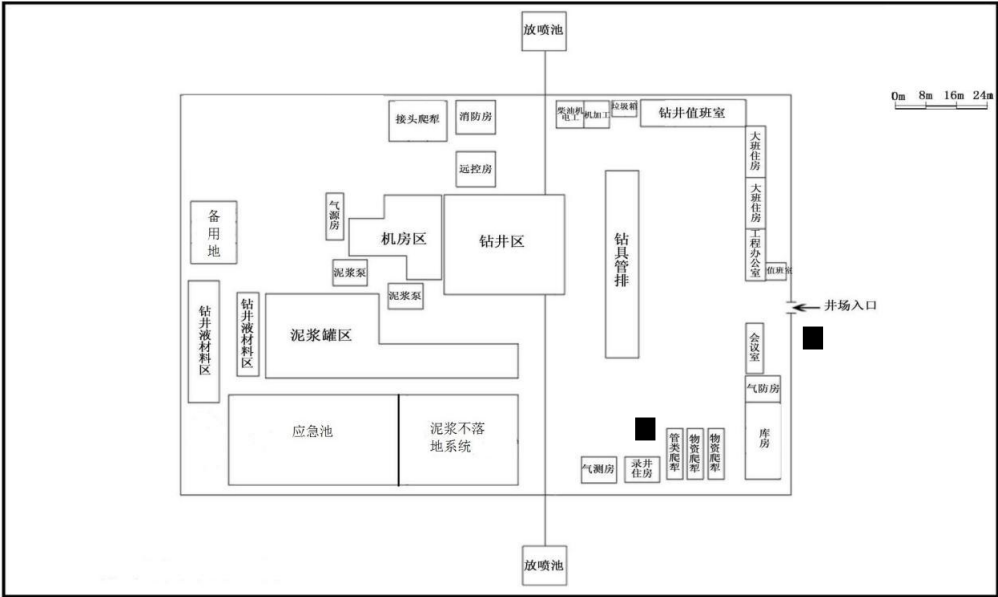 放喷池
0m 8m 16m 24m
接头爬犁
消防房
柴油机
电工
机加工
垃圾箱
钻井值班室
远控房
大班住房
大班住房
工程办公室
值班室
备用地
气源房
机房区
钻井区
钻具管排
泥浆泵
泥浆泵
井场入口
钻井液材料区
钻井液材料区
泥浆罐区
会议室
气防房
库房
应急池
泥浆不落
地系统
气测房
录井
住房
管类爬犁
物资爬犁
物资爬犁
放喷池